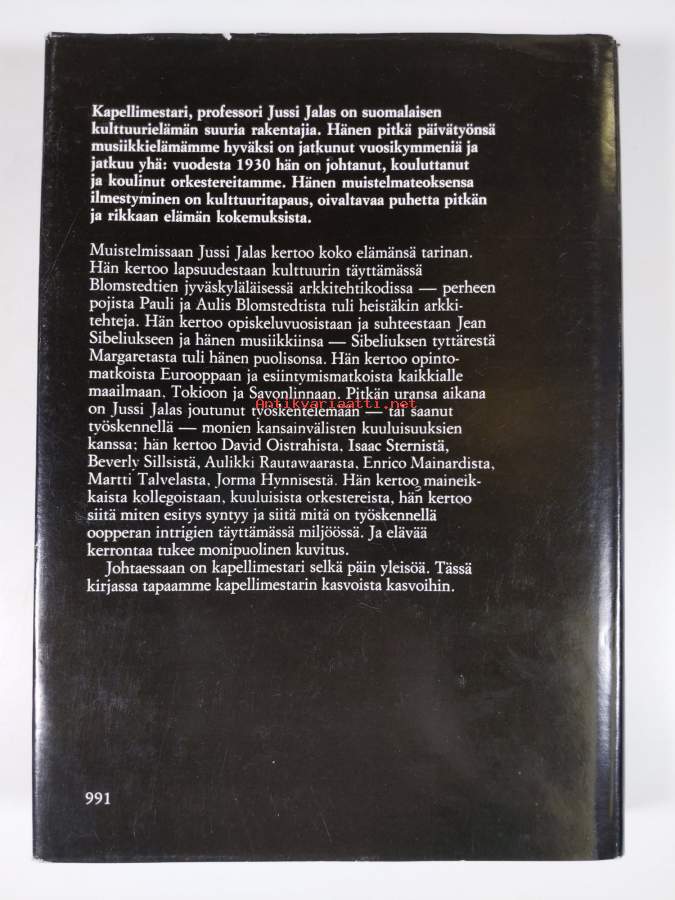 Kapellimestari, professori Jussi Jalas on suomalaisen
kulttuurielämän suuria rakentajia. Hänen pitkä päivätyönsä
musiikkielämämme hyväksi on jatkunut vuosikymmeniä ja
jatkuu yhä: vuodesta 1930 hän on johtanut, kouluttanut
ja koulinut orkestereitamme. Hänen muistelmateoksensa
ilmestyminen on kulttuuritapaus, oivaltavaa puhetta pitkän
ja rikkaan elämän kokemuksista.
Muistelmissaan Jussi Jalas kertoo koko elämänsä tarinan.
Hän kertoo lapsuudestaan kulttuurin täyttämässä
Blomstedtien jyväskyläläisessä arkkitehtikodissa — perheen
pojista Pauli ja Aulis Blomstedtista tuli heistäkin arkki-
tehteja. Hän kertoo opiskeluvuosistaan ja suhteestaan Jean
Sibeliukseen ja hänen musiikkiinsa — Sibeliuksen tyttärestä
Margaretasta tuli hänen puolisonsa. Hän kertoo opinto-
matkoista Eurooppaan ja esiintymismatkoista kaikkialle
maailmaan, Tokioon ja Savonlinnaan. Pitkän uransa aikana
Antikvariaatti.net
on Jussi Jalas joutunut työskentelemään — tai saanut
työskennellä — monien kansainvälisten kuuluisuuksien
kanssa; hän kertoo David Oistrahista, Isaac Sternistä,
Beverly Sillsistä, Aulikki Rautawaarasta, Enrico Mainardista,
Martti Talvelasta, Jorma Hynnisestä. Hän kertoo maineik-
kaista kollegoistaan, kuuluisista orkestereista, hän kertoo
siitä miten esitys syntyy ja siitä mitä on työskennellä
oopperan intrigien täyttämässä miljöössä. Ja elävää
kerrontaa tukee monipuolinen kuvitus.
Johtaessaan on kapellimestari selkä päin yleisöä. Tässä
kirjassa tapaamme kapellimestarin kasvoista kasvoihin.
991